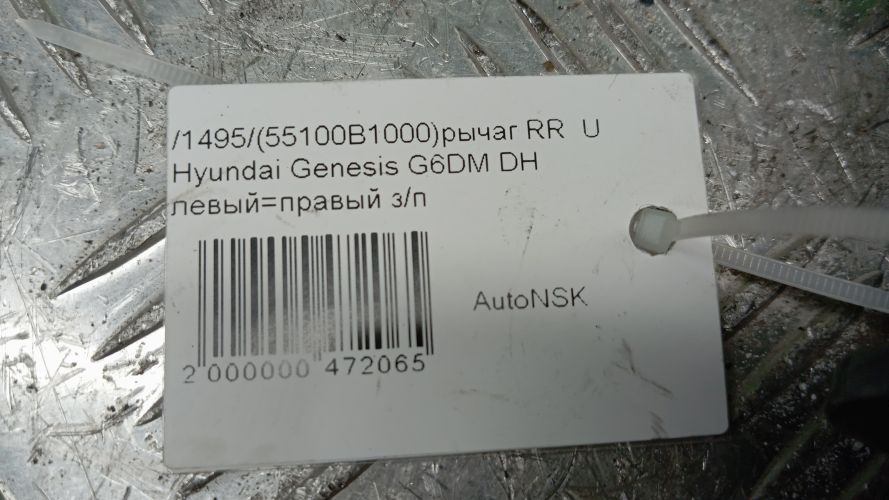 /1495/(55100B1000)рычаг RR U
Hyundai Genesis G6DM DH
левый=правый з/п
AutoNSK
2 000000 472065